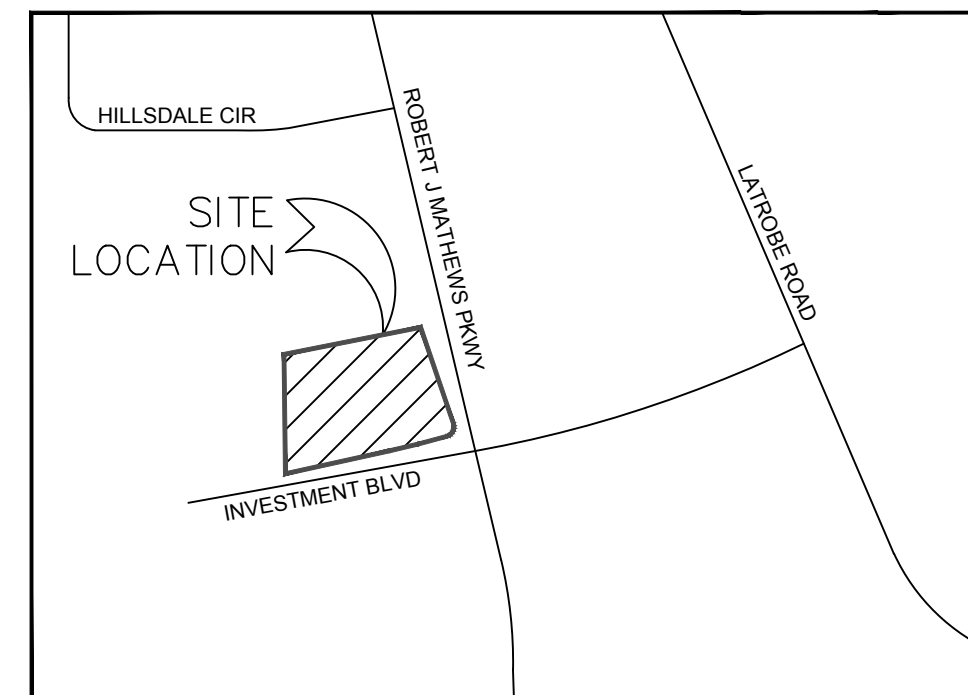 HILLSDALE CIR
ROBERT J MATHEWS PKWY
LATROBE ROAD
SITE
LOCATION
INVESTMENT BLVD